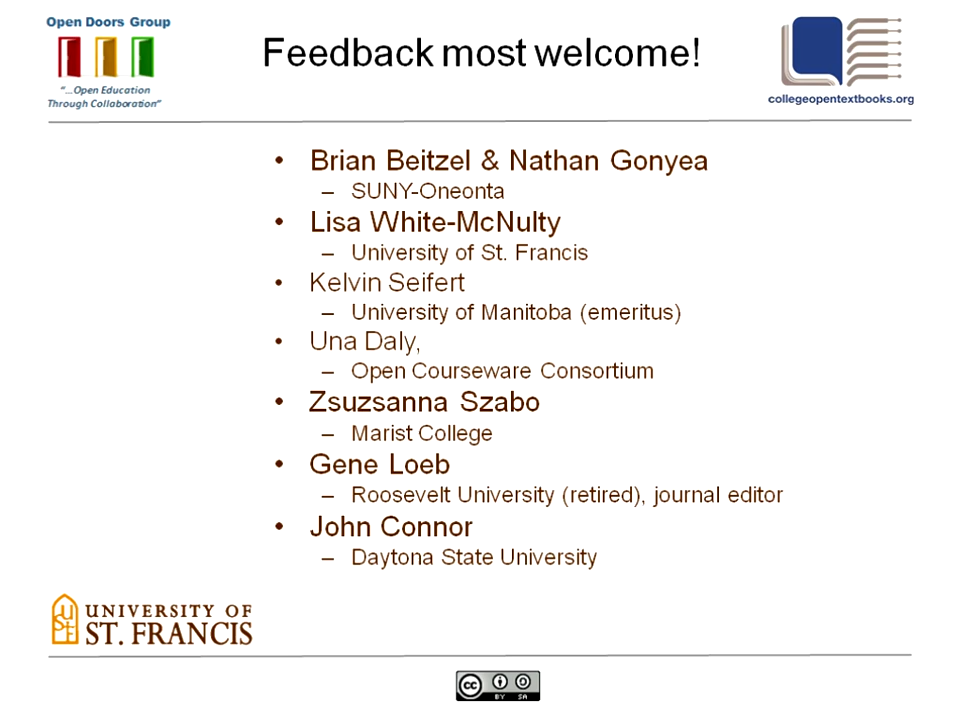 Open Doors Group
"...Open Education
Through Collaboration"
Feedback most welcome!
collegeopentextbooks.org
• Brian Beitzel & Nathan Gonyea
– SUNY-Oneonta
• Lisa White-McNulty
– University of St. Francis
• Kelvin Seifert
– University of Manitoba (emeritus)
• Una Daly,
– Open Courseware Consortium
• Zsuzsanna Szabo
– Marist College
• Gene Loeb
– Roosevelt University (retired), journal editor
• John Connor
– Daytona State University
USF
UNIVERSITY OF
ST. FRANCIS
cc
BY SA